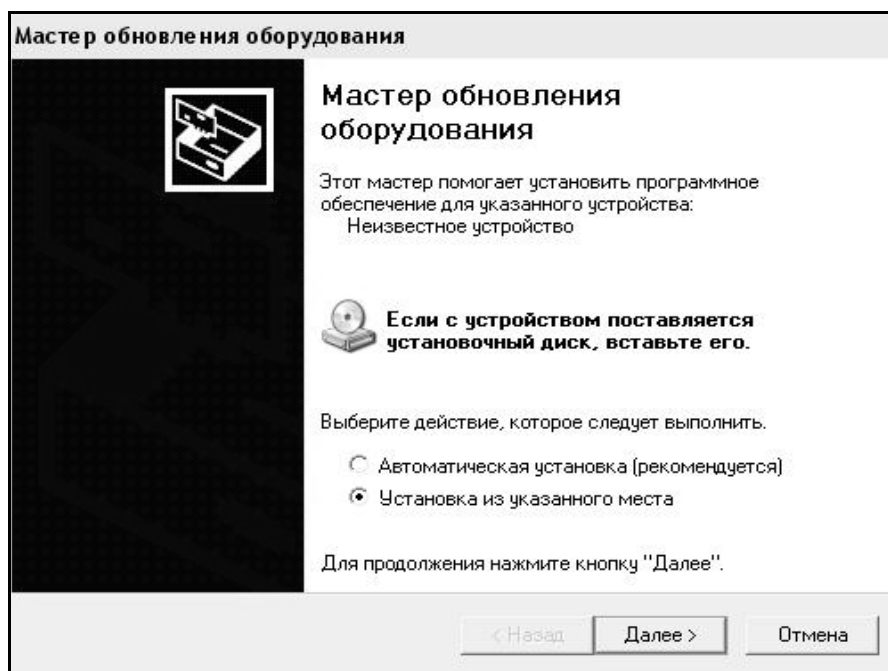 Мастер обновления оборудования
Мастер обновления
оборудования
Этот мастер помогает установить программное
обеспечение для указанного устройства:
Неизвестное устройство
Если с устройством поставляется
установочный диск, вставьте его.
Выберите действие, которое следует выполнить.
Автоматическая установка (рекомендуется)
Установка из указанного места
Для продолжения нажмите кнопку "Далее".
< Назад
Далее >
Отмена